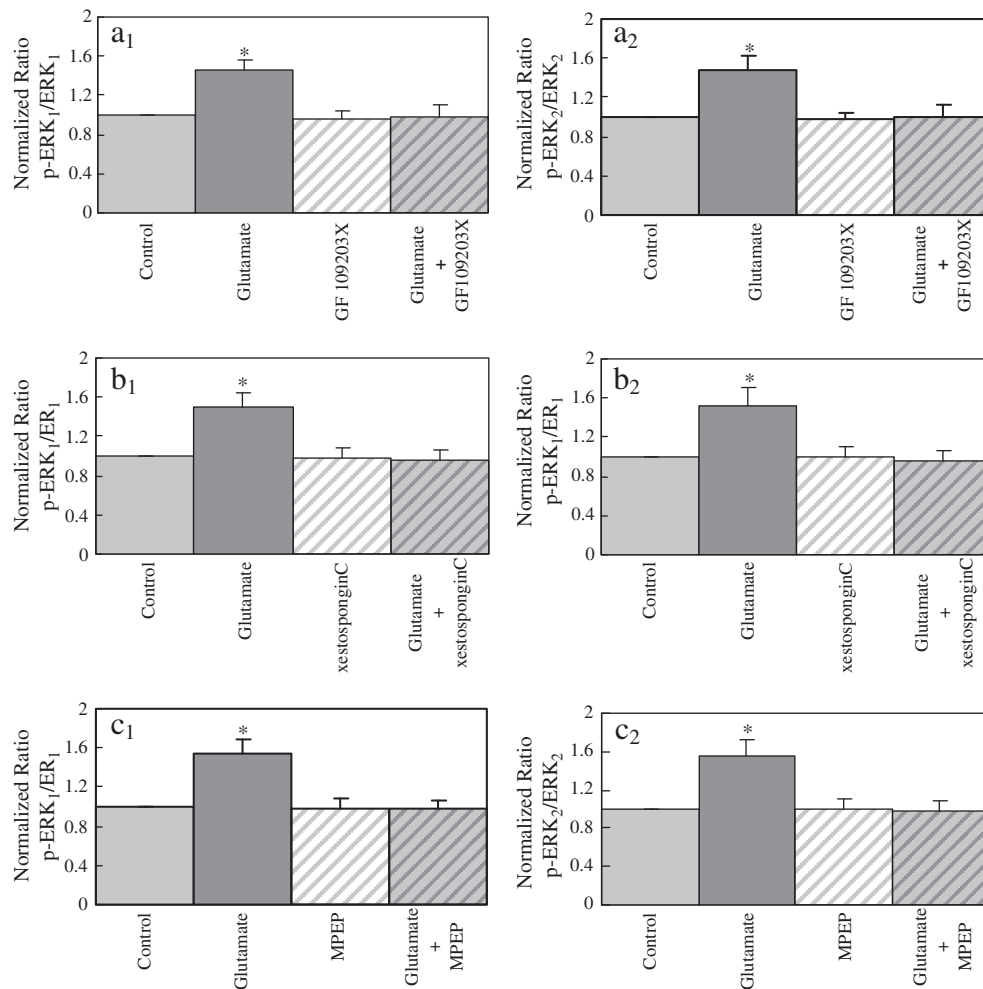 a1
Normalized Ratio
p-ERK1/ERK1
2
1.6
1.2
0.8
0.4
0
*
Control
Glutamate
GF 109203X
Glutamate
+
GF109203X
a2
Normalized Ratio
p-ERK2/ERK2
2
1.6
1.2
0.8
0.4
0
*
Control
Glutamate
GF 109203X
Glutamate
+
GF109203X
b1
Normalized Ratio
p-ERK1/ER1
2
1.6
1.2
0.8
0.4
0
*
Control
Glutamate
xestosponginC
Glutamate
+
xestosponginC
b2
Normalized Ratio
p-ERK1/ER1
2
1.6
1.2
0.8
0.4
0
*
Control
Glutamate
xestosponginC
Glutamate
+
xestosponginC
c1
Normalized Ratio
p-ERK1/ER1
2
1.6
1.2
0.8
0.4
0
*
Control
Glutamate
MPEP
Glutamate
+
MPEP
c2
Normalized Ratio
p-ERK2/ERK2
2
1.6
1.2
0.8
0.4
0
*
Control
Glutamate
MPEP
Glutamate
+
MPEP